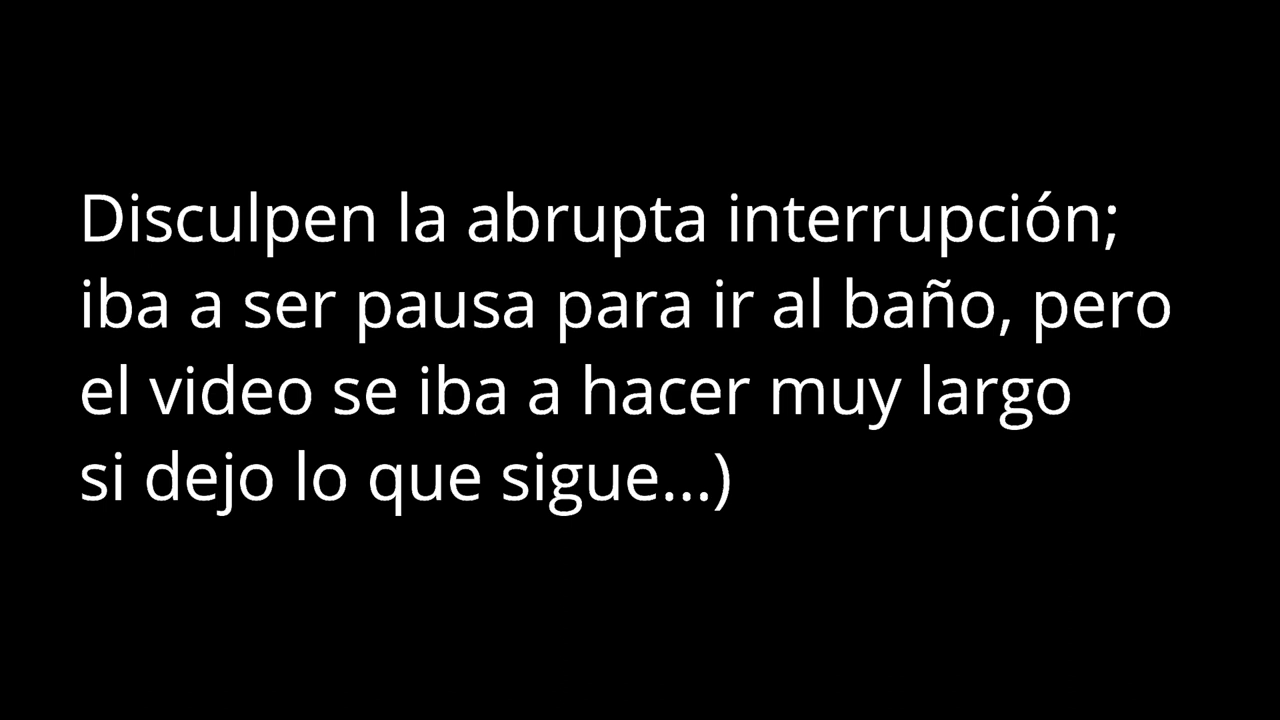 Disculpen la abrupta interrupción;
iba a ser pausa para ir al baño, pero
el video se iba a hacer muy largo
si dejo lo que sigue...)